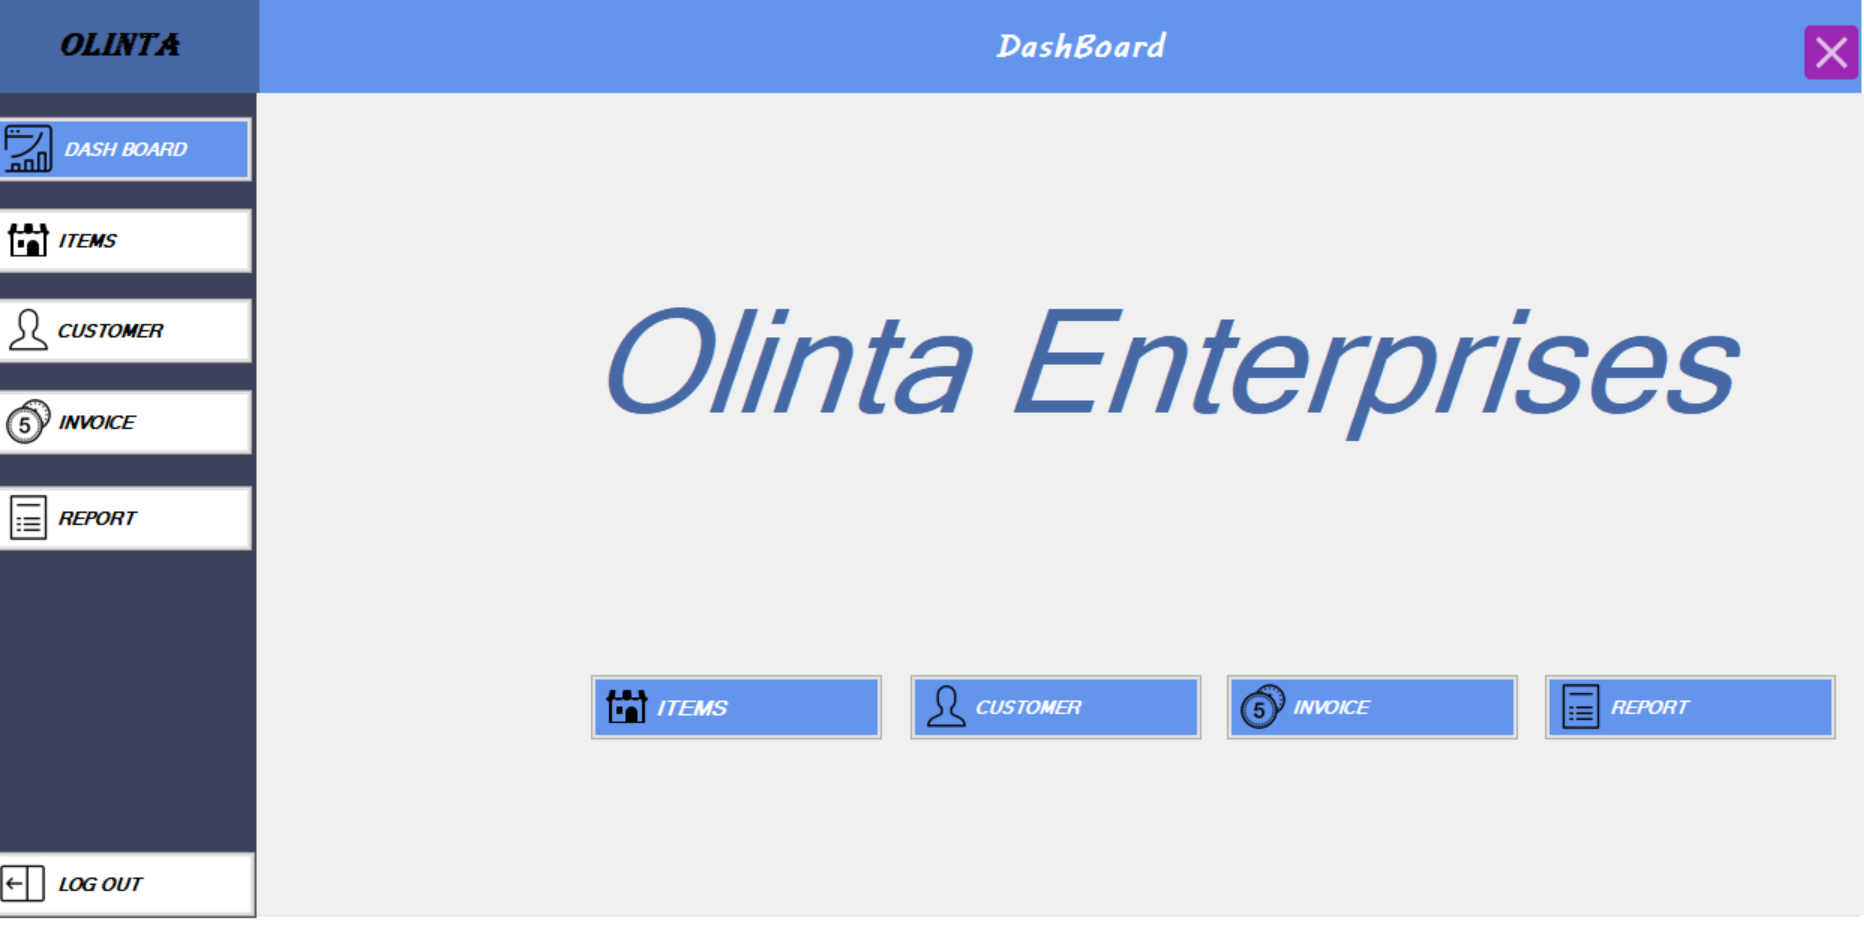 OLINTA
DashBoard
DASH BOARD
ITEMS
CUSTOMER
5 INVOICE
REPORT
LOG OUT
Olinta Enterprises
ITEMS
CUSTOMER
5 INVOICE
REPORT